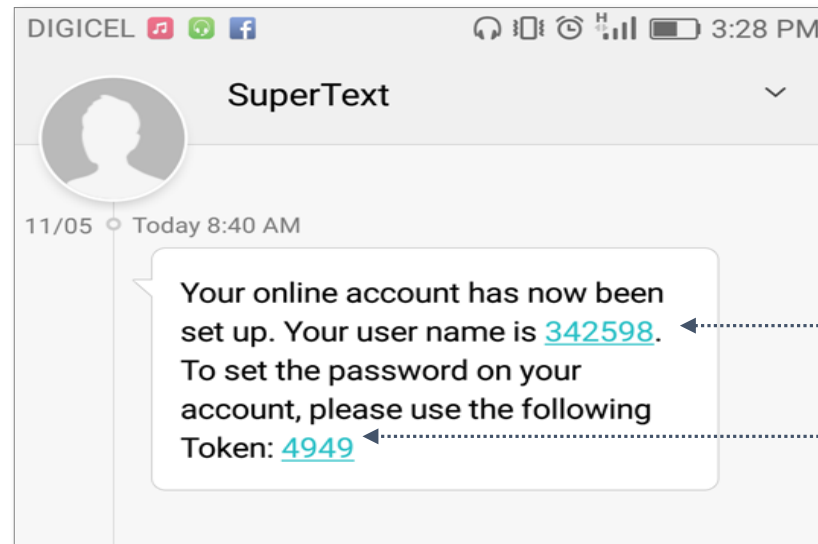 DIGICEL 3:28 PM
SuperText
11/05 Today 8:40 AM
Your online account has now been
set up. Your user name is 342598.
To set the password on your
account, please use the following
Token: 4949